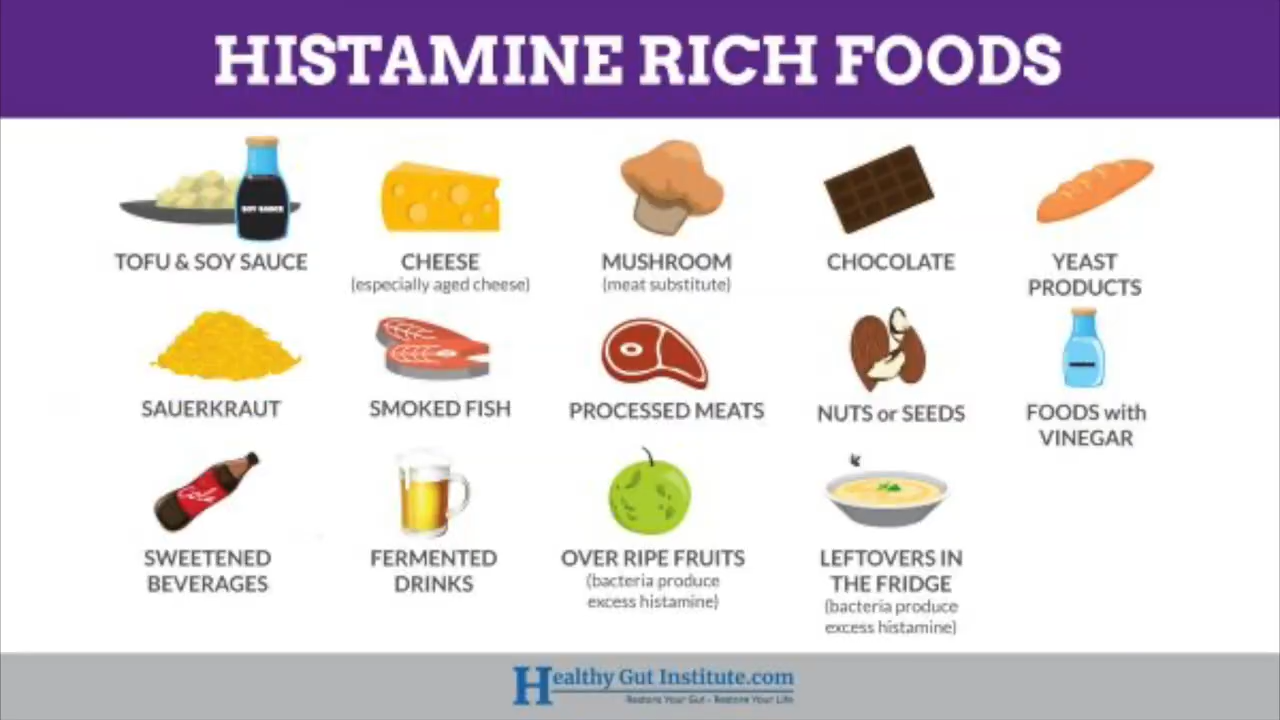 HISTAMINE RICH FOODS
SOY SAUCE
TOFU & SOY SAUCE
CHEESE
(especially aged cheese)
MUSHROOM
(meat substitute)
CHOCOLATE
YEAST
PRODUCTS
SAUERKRAUT
SMOKED FISH
PROCESSED MEATS
NUTS or SEEDS
FOODS with
VINEGAR
Cola
SWEETENED
BEVERAGES
FERMENTED
DRINKS
OVER RIPE FRUITS
(bacteria produce
excess histamine)
LEFTOVERS IN
THE FRIDGE
(bacteria produce
excess histamine)
Healthy Gut Institute.com
Restore Your Gut - Restore Your Life